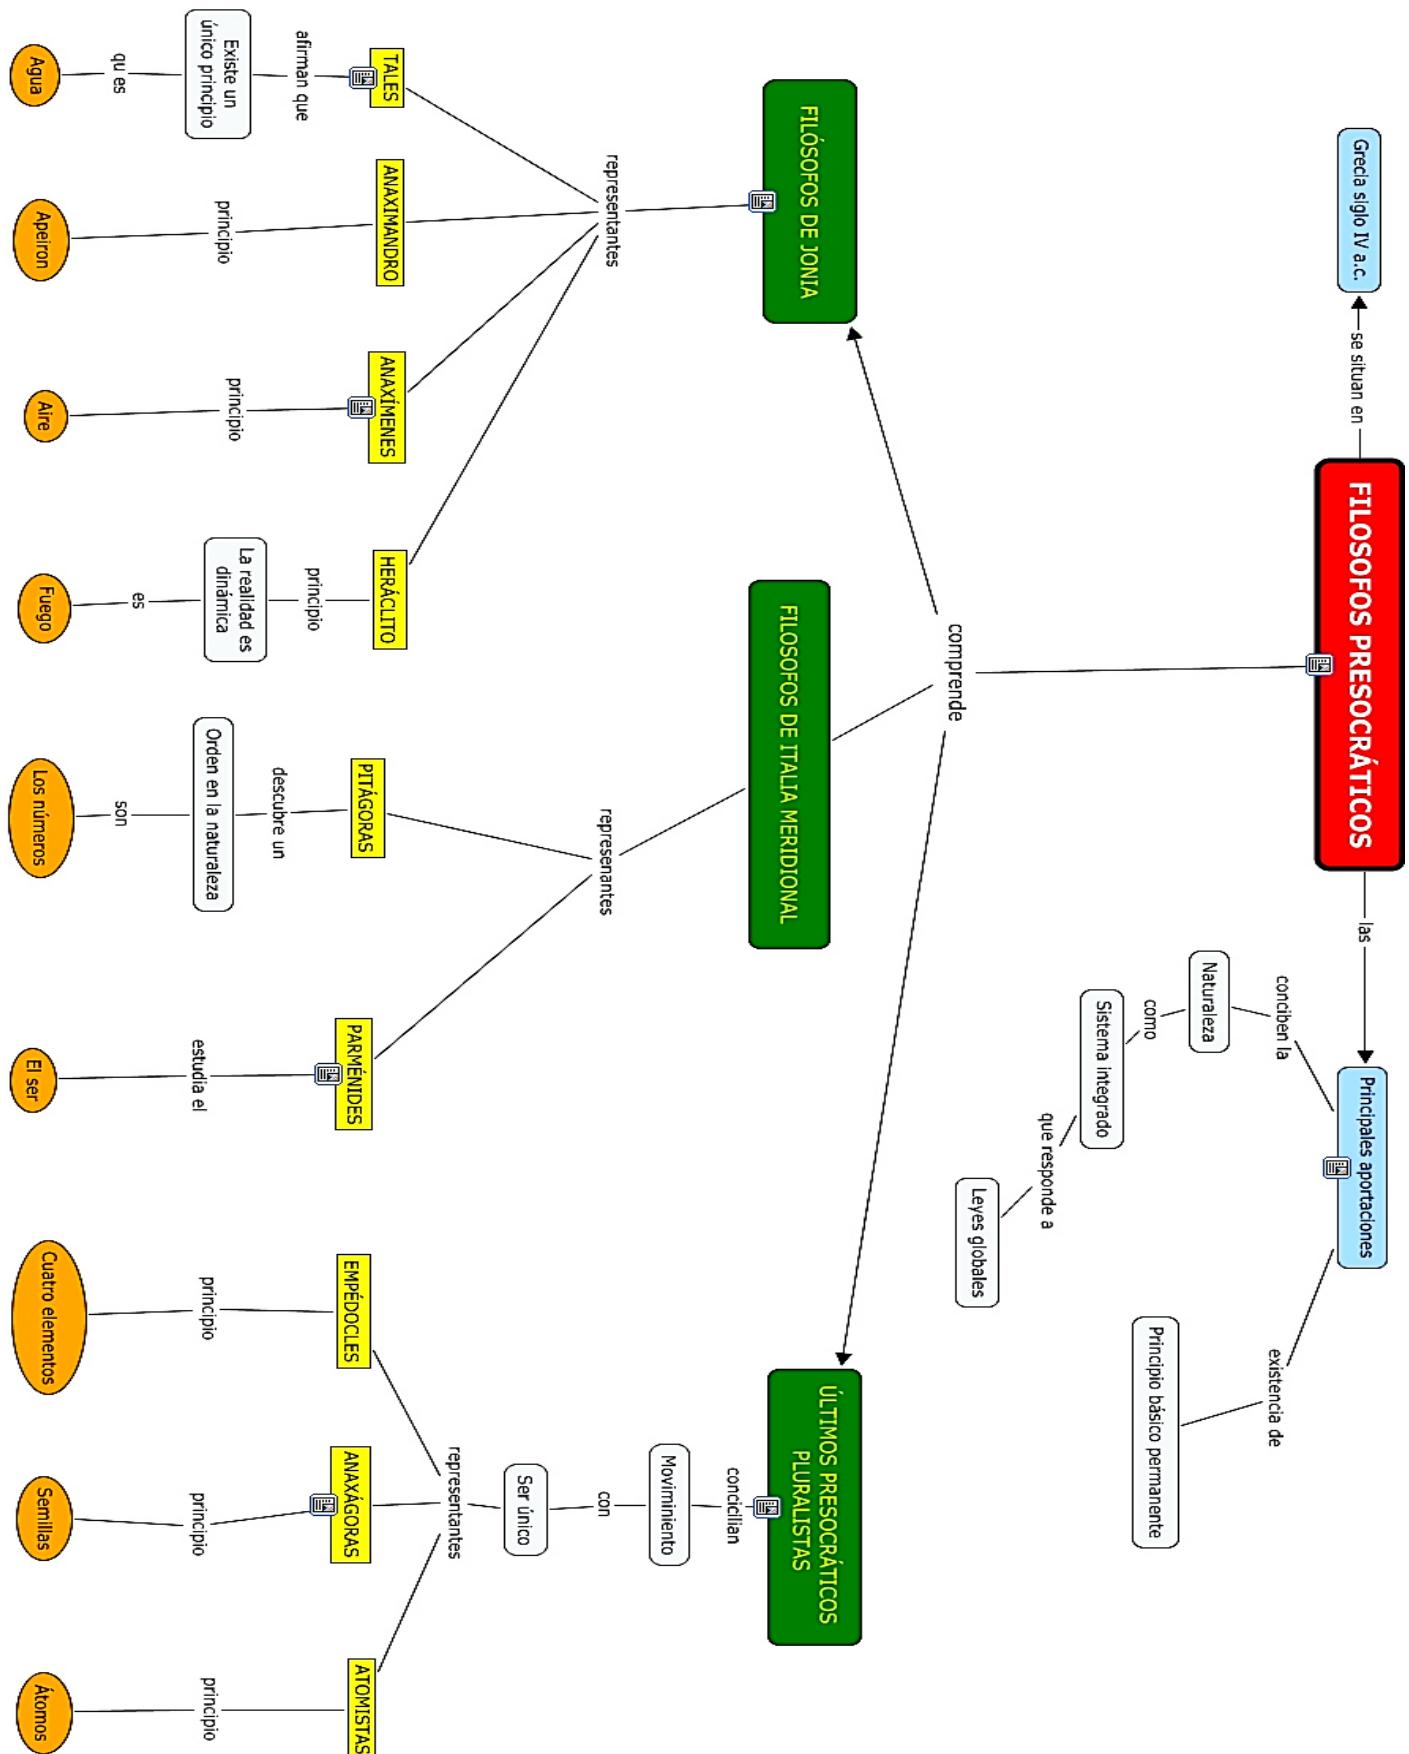 FILOSOFOS PRESOCRÁTICOS
se situan en
Grecia siglo IV a.c.
las
Principales aportaciones
conciben la
Naturaleza
como
Sistema integrado
que responde a
Leyes globales
existencia de
Principio básico permanente
comprende
FILÓSOFOS DE JONIA
representantes
TALES
afirman que
Existe un
único principio
qu es
Agua
ANAXIMANDRO
principio
Apeiron
ANAXÍMENES
principio
Aire
HERÁCLITO
principio
La realidad es
dinámica
es
Fuego
FILOSOFOS DE ITALIA MERIDIONAL
represenantes
PITÁGORAS
descubre un
Orden en la naturaleza
son
Los números
PARMÉNIDES
estudia el
El ser
ÚLTIMOS PRESOCRÁTICOS
PLURALISTAS
concicilian
Moviminiento
con
Ser único
representantes
EMPÉDOCLES
principio
Cuatro elementos
ANAXÁGORAS
principio
Semillas
ATOMISTAS
principio
Átomos